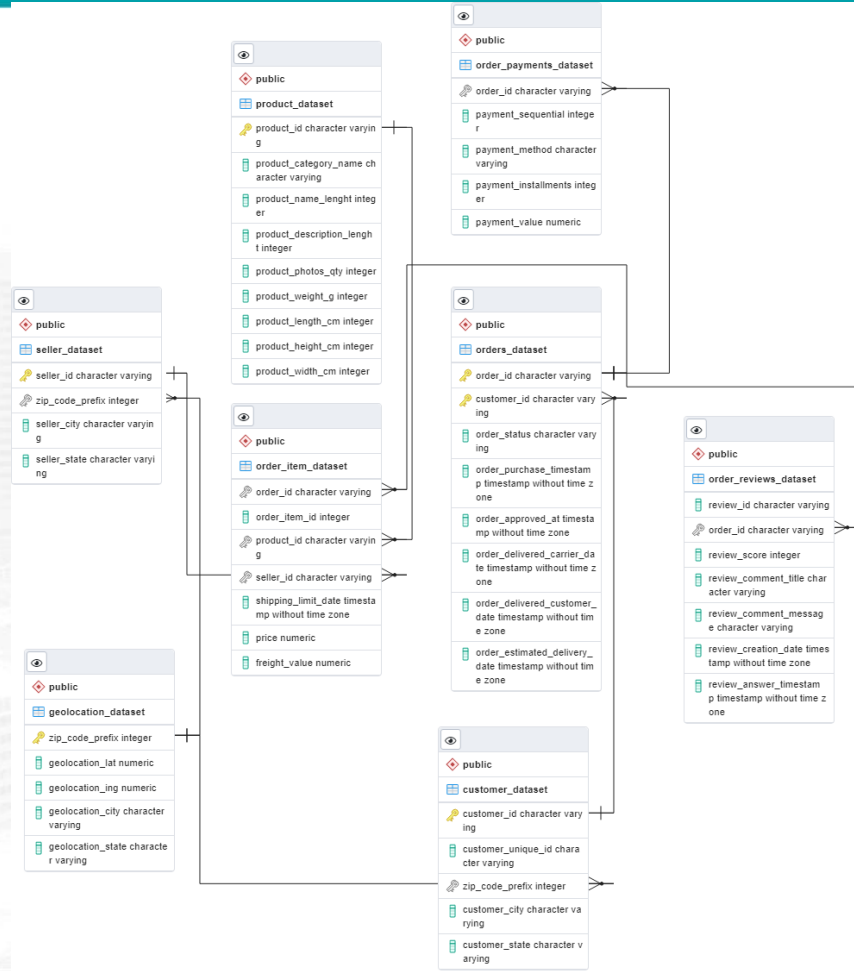 public
order_payments_dataset
order_id character varying
payment_sequential intege
r
payment_method character
varying
payment_installments integ
er
payment_value numeric
public
product_dataset
product_id character varyin
g
product_category_name ch
aracter varying
product_name_lenght integ
er
product_description_lengh
t integer
product_photos_qty integer
product_weight_g integer
product_length_cm integer
product_height_cm integer
product_width_cm integer
public
seller_dataset
seller_id character varying
zip_code_prefix integer
seller_city character varyin
g
seller_state character varyi
ng
public
orders_dataset
order_id character varying
customer_id character vary
ing
order_status character vary
ing
order_purchase_timestam
p timestamp without time z
one
order_approved_at timesta
mp without time zone
order_delivered_carrier_da
te timestamp without time z
one
order_delivered_customer_
date timestamp without tim
e zone
order_estimated_delivery_
date timestamp without tim
e zone
public
order_item_dataset
order_id character varying
order_item_id integer
product_id character varyin
g
seller_id character varying
shipping_limit_date timesta
mp without time zone
price numeric
freight_value numeric
public
order_reviews_dataset
review_id character varying
order_id character varying
review_score integer
review_comment_title char
acter varying
review_comment_messag
e character varying
review_creation_date times
tamp without time zone
review_answer_timestam
p timestamp without time z
one
public
geolocation_dataset
zip_code_prefix integer
geolocation_lat numeric
geolocation_ing numeric
geolocation_city character
varying
geolocation_state characte
r varying
public
customer_dataset
customer_id character vary
ing
customer_unique_id chara
cter varying
zip_code_prefix integer
customer_city character va
rying
customer_state character v
arying